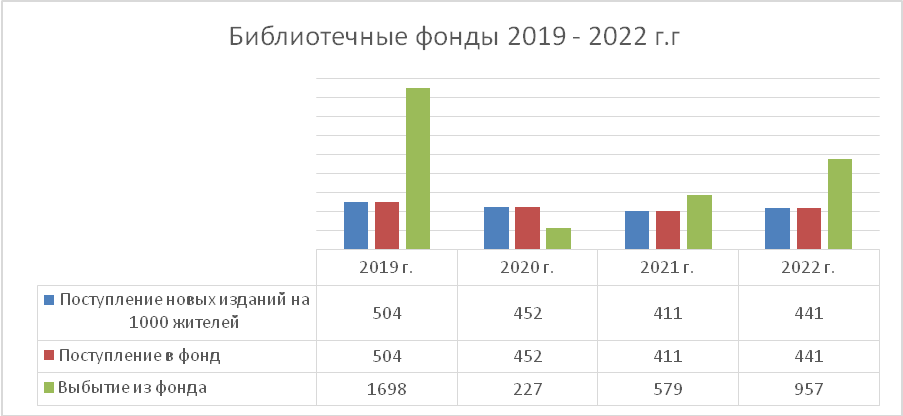 Библиотечные фонды 2019 - 2022 г.г
2019 г. 2020 г. 2021 г. 2022 г.
Поступление новых изданий на
1000 жителей 504 452 411 441
Поступление в фонд 504 452 411 441
Выбытие из фонда 1698 227 579 957